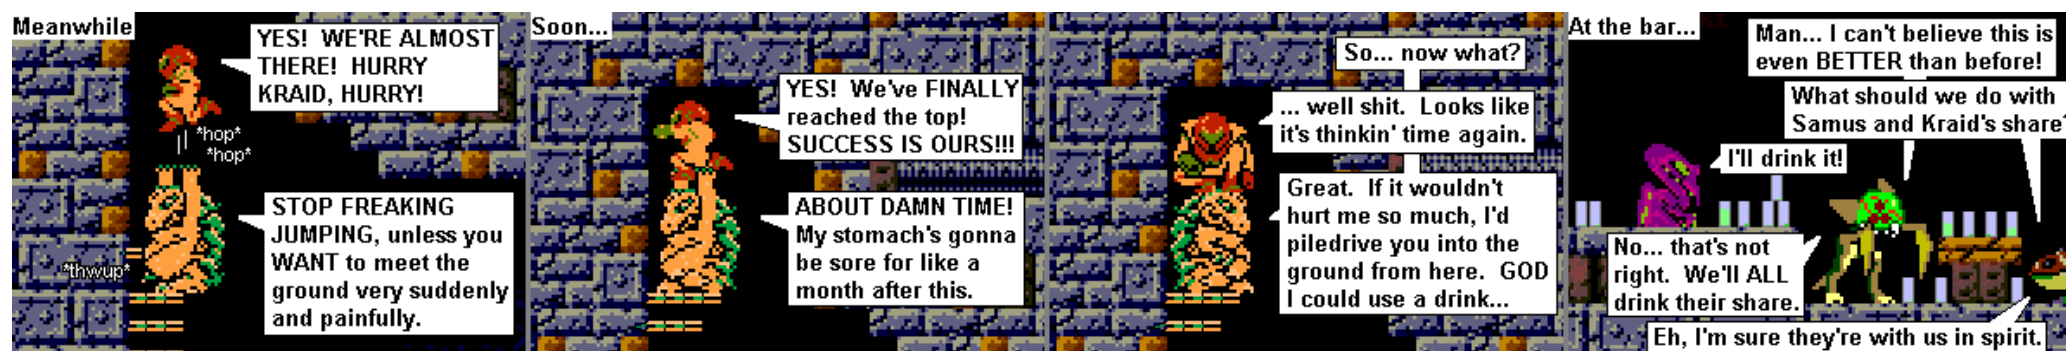 Meanwhile
YES! WE'RE ALMOST
THERE! HURRY
KRAID, HURRY!
*hop*
*hop*
STOP FREAKING
JUMPING, unless you
WANT to meet the
ground very suddenly
and painfully.
*thwup*
Soon...
YES! We've FINALLY
reached the top!
SUCCESS IS OURS!!!
ABOUT DAMN TIME!
My stomach's gonna
be sore for like a
month after this.
So... now what?
... well shit. Looks like
it's thinkin' time again.
Great. If it wouldn't
hurt me so much, I'd
piledrive you into the
ground from here. GOD
I could use a drink...
At the bar...
Man... I can't believe this is
even BETTER than before!
What should we do with
Samus and Kraid's share?
I'll drink it!
No... that's not
right. We'll ALL
drink their share.
Eh, I'm sure they're with us in spirit.